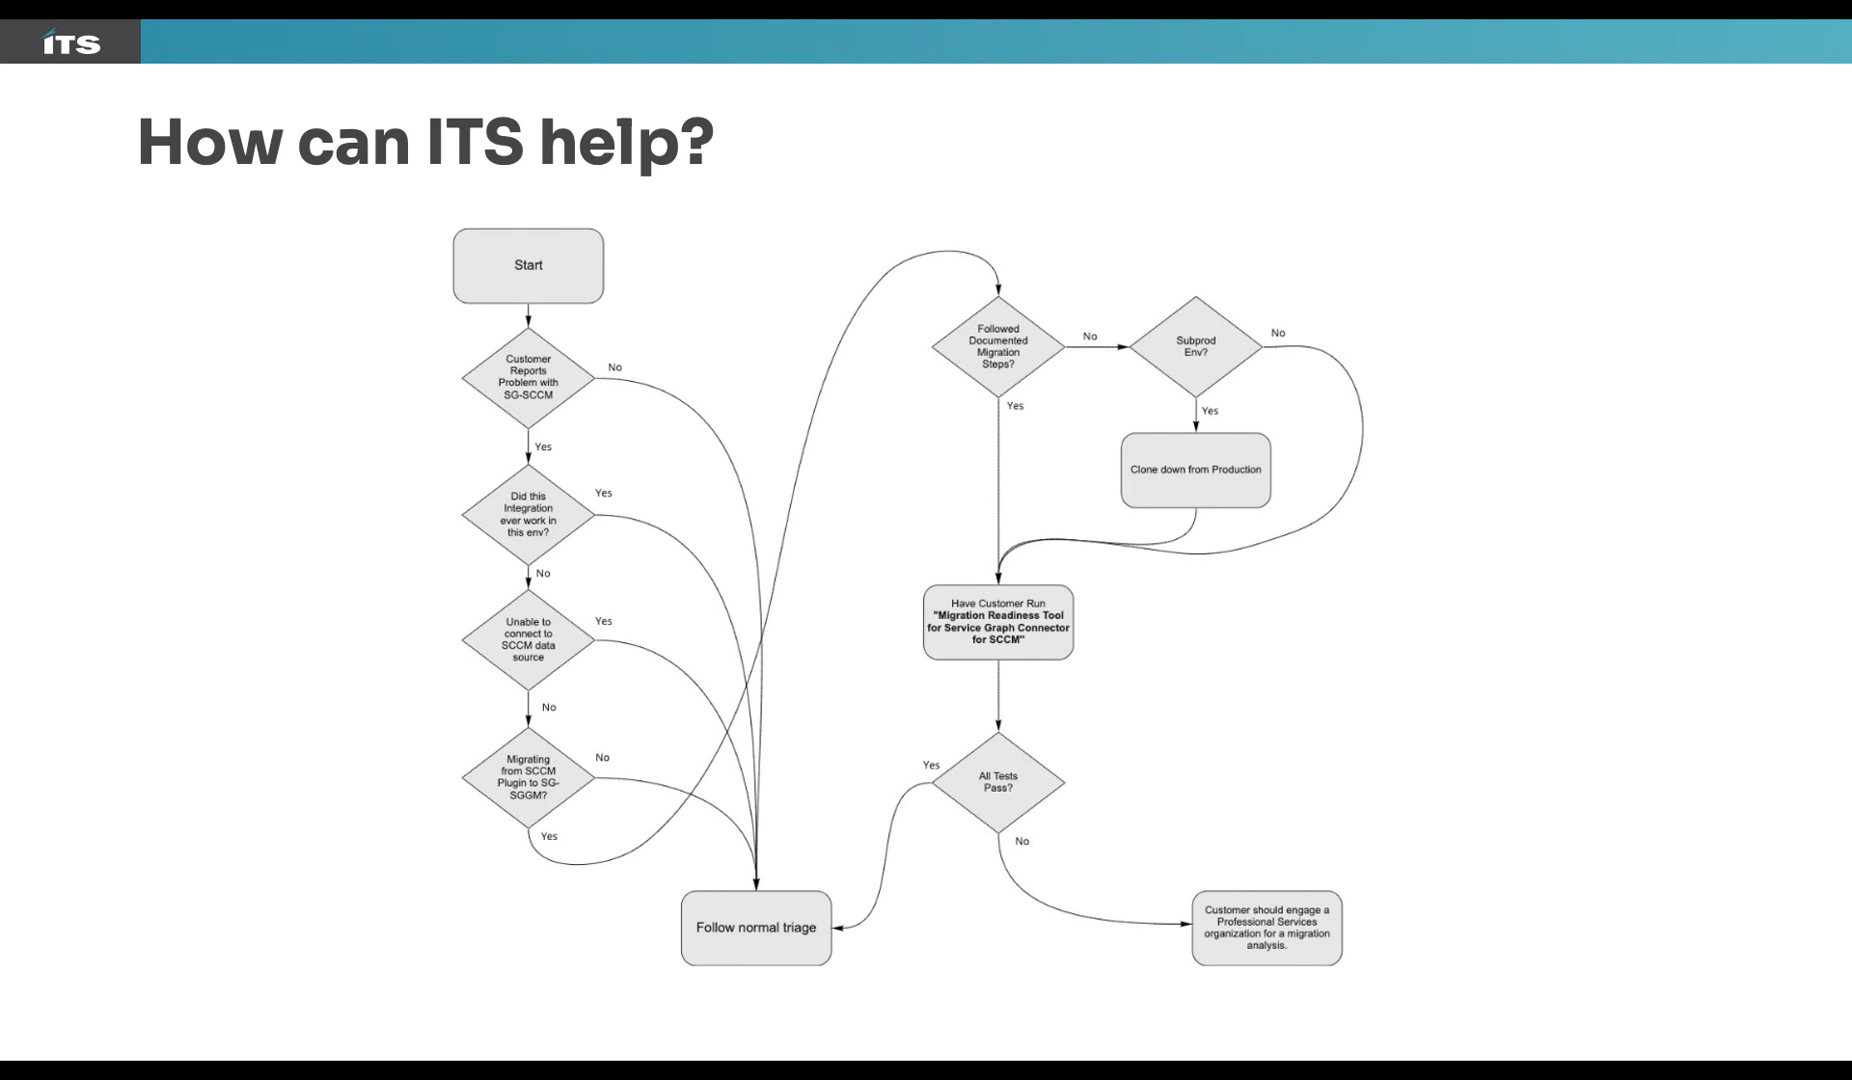 iTS
How can ITS help?
Start
Customer
Reports
Problem with
SG-SCCM
No
Yes
Did this
Integration
ever work in
this env?
Yes
No
Unable to
connect to
SCCM data
source
Yes
No
Migrating
from SCCM
Plugin to SG-
SGGM?
No
Yes
Follow normal triage
Followed
Documented
Migration
Steps?
No
Yes
Subprod
Env?
No
Yes
Clone down from Production
Have Customer Run
"Migration Readiness Tool
for Service Graph Connector
for SCCM"
All Tests
Pass?
Yes
No
Customer should engage a
Professional Services
organization for a migration
analysis.